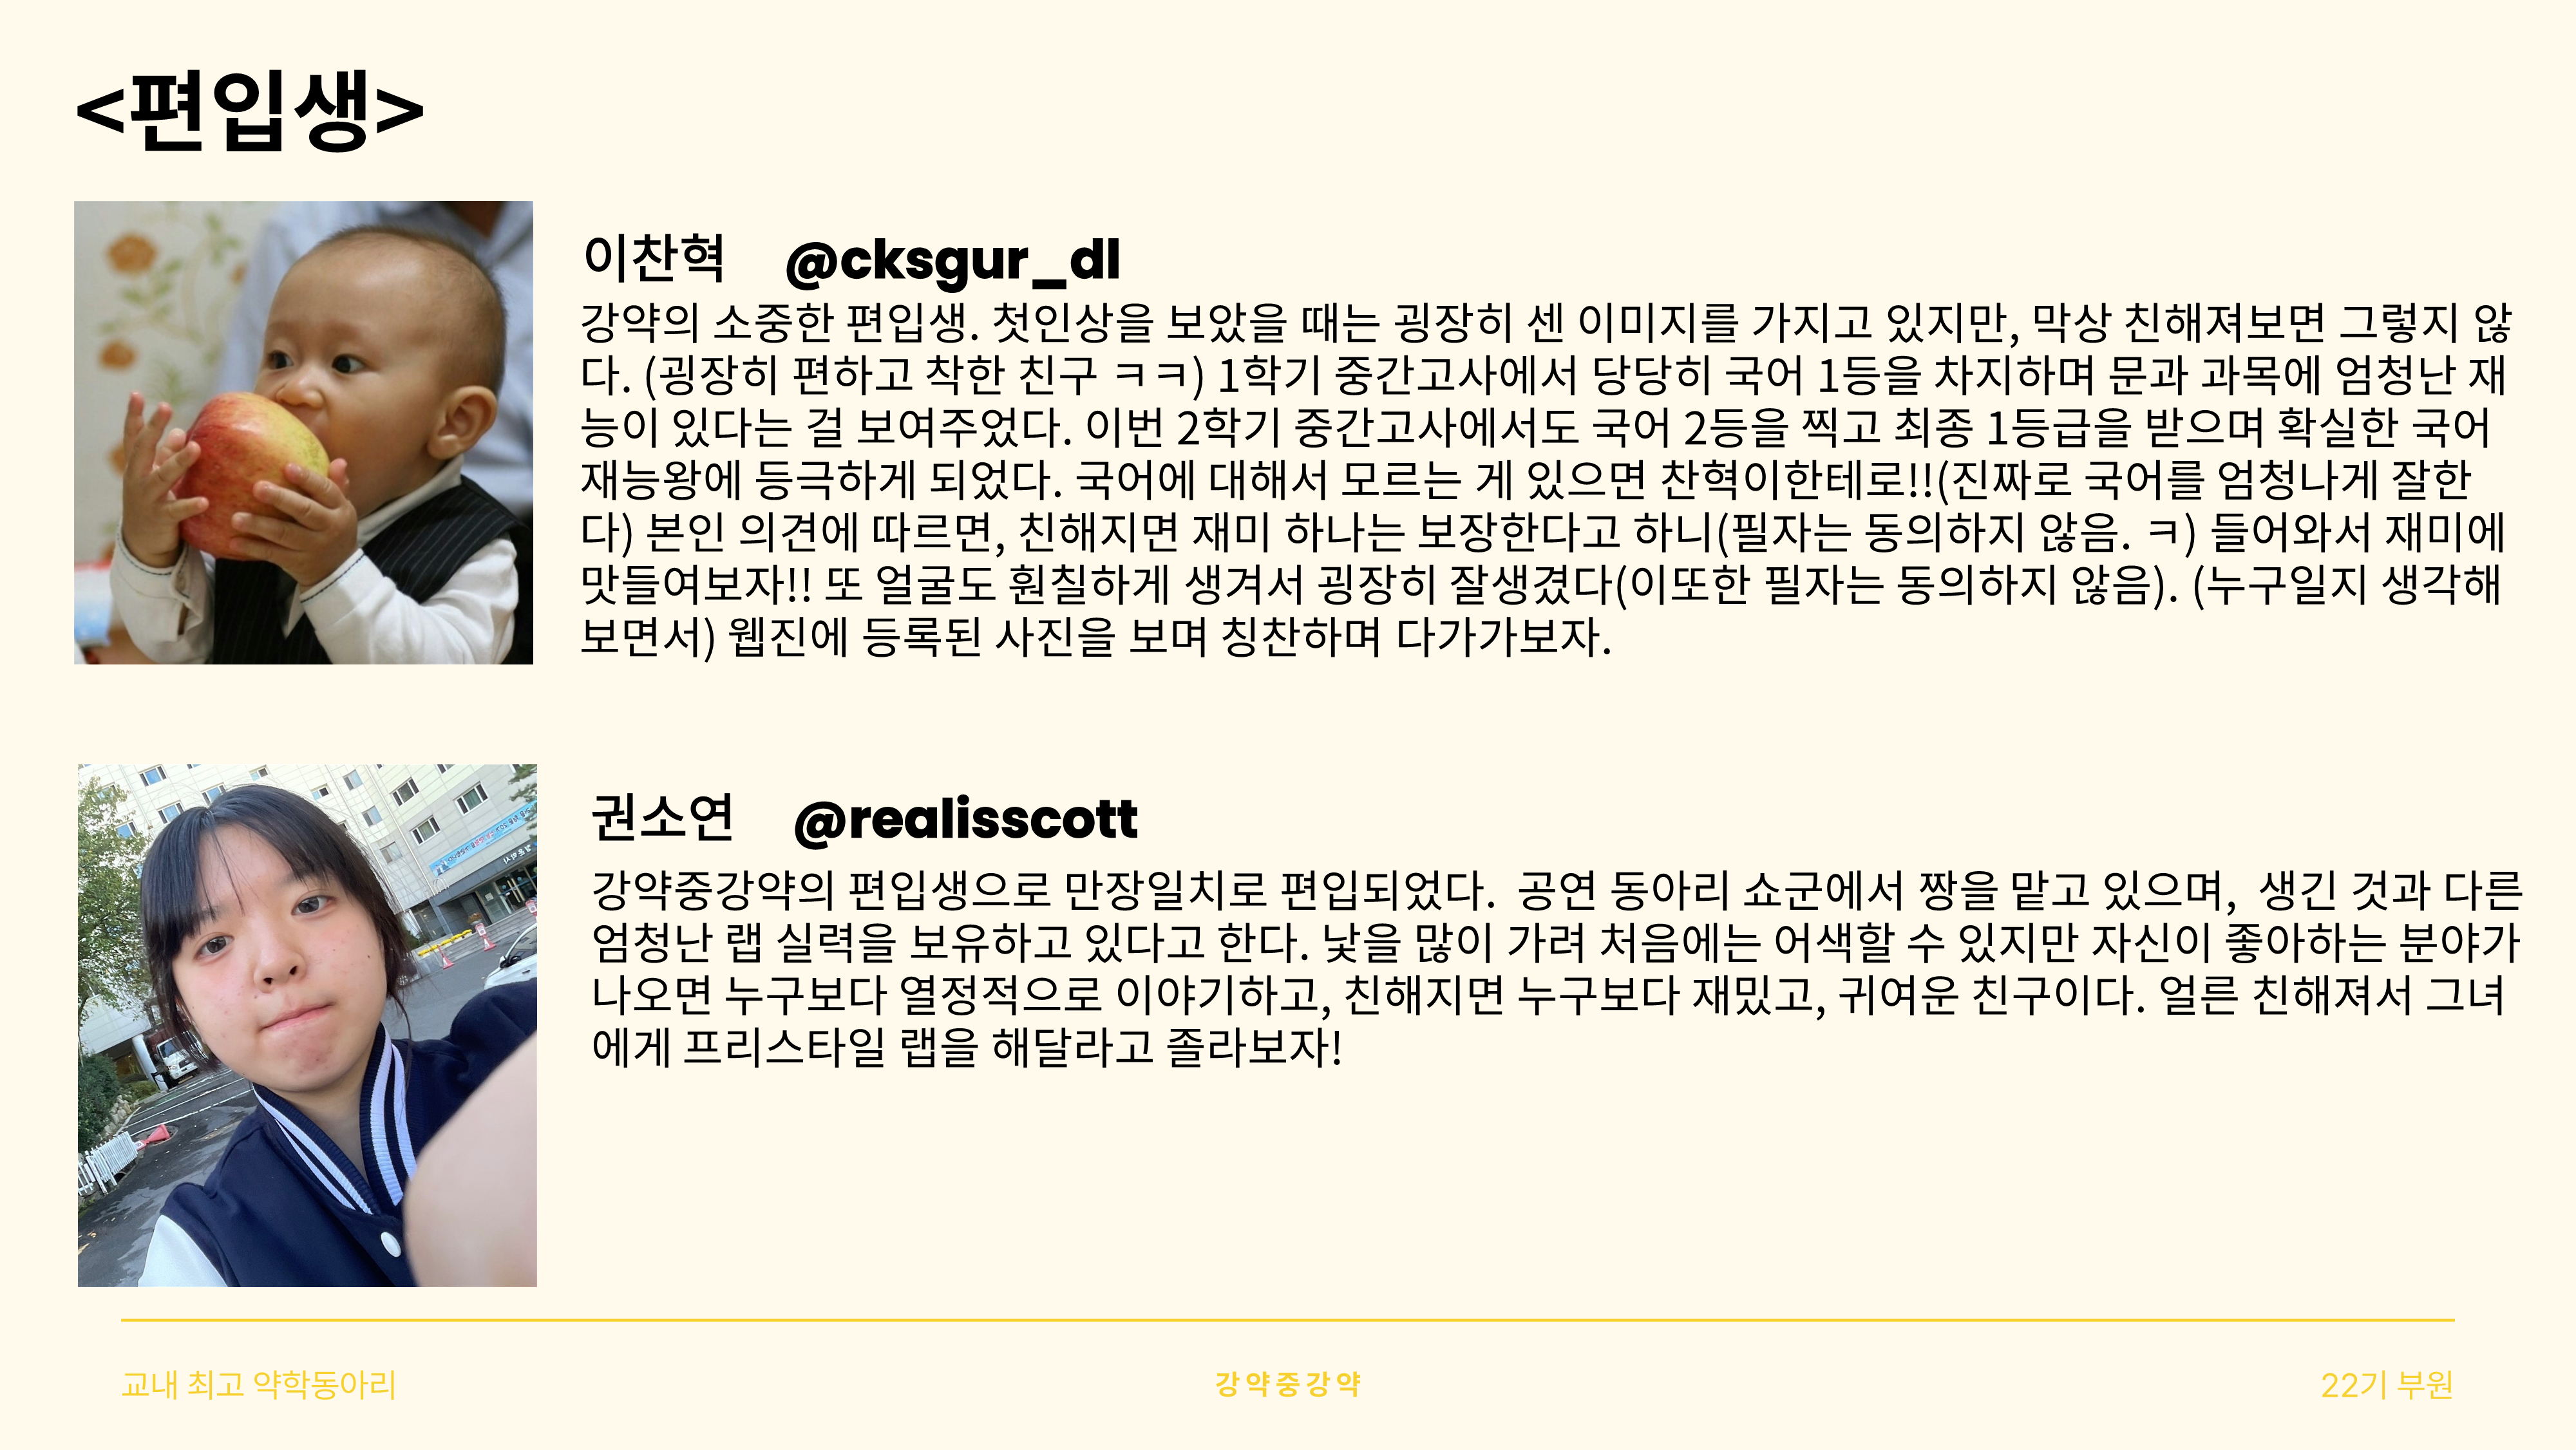 <편입생>
이찬혁 @cksgur_dl
강약의 소중한 편입생. 첫인상을 보았을 때는 굉장히 센 이미지를 가지고 있지만, 막상 친해져보면 그렇지 않
다. (굉장히 편하고 착한 친구 ㅋㅋ) 1학기 중간고사에서 당당히 국어 1등을 차지하며 문과 과목에 엄청난 재
능이 있다는 걸 보여주었다. 이번 2학기 중간고사에서도 국어 2등을 찍고 최종 1등급을 받으며 확실한 국어
재능왕에 등극하게 되었다. 국어에 대해서 모르는 게 있으면 찬혁이한테로!!(진짜로 국어를 엄청나게 잘한
다) 본인 의견에 따르면, 친해지면 재미 하나는 보장한다고 하니(필자는 동의하지 않음. ㅋ) 들어와서 재미에
맛들여보자!! 또 얼굴도 훤칠하게 생겨서 굉장히 잘생겼다(이또한 필자는 동의하지 않음). (누구일지 생각해
보면서) 웹진에 등록된 사진을 보며 칭찬하며 다가가보자.
권소연 @realisscott
강약중강약의 편입생으로 만장일치로 편입되었다. 공연 동아리 쇼군에서 짱을 맡고 있으며, 생긴 것과 다른
엄청난 랩 실력을 보유하고 있다고 한다. 낯을 많이 가려 처음에는 어색할 수 있지만 자신이 좋아하는 분야가
나오면 누구보다 열정적으로 이야기하고, 친해지면 누구보다 재밌고, 귀여운 친구이다. 얼른 친해져서 그녀
에게 프리스타일 랩을 해달라고 졸라보자!
교내 최고 약학동아리
강약중강약
22기 부원